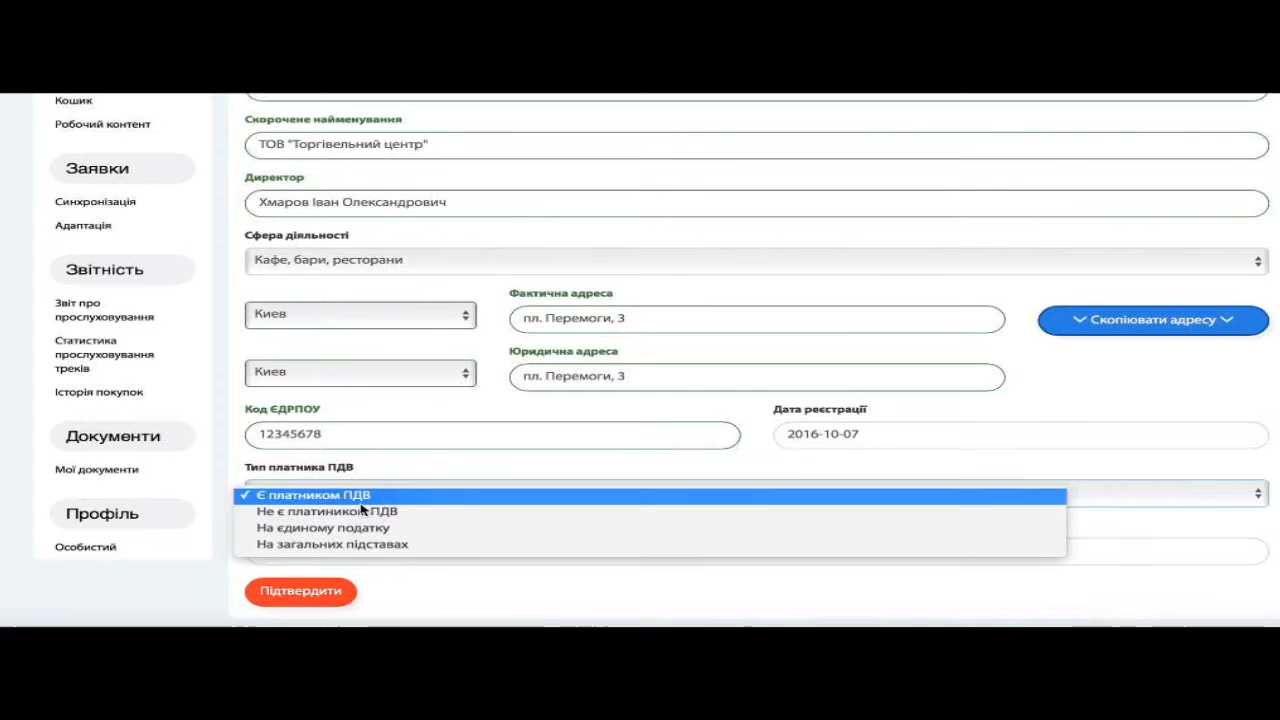 Кошик
Робочий контент
Заявки
Синхронізація
Адаптація
Звітність
Звіт про
прослуховування
Статистика
прослуховування
треків
Історія покупок
Документи
Мої документи
Профіль
Особистий
Скорочене найменування
ТОВ "Торгівельний центр"
Директор
Хмаров Іван Олександрович
Сфера діяльності
Кафе, бари, ресторани
Фактична адреса
Киев
пл. Перемоги, 3
Скопіювати адресу
Юридична адреса
Киев
пл. Перемоги, 3
Код ЄДРПОУ
12345678
Дата реєстрації
2016-10-07
Тип платника ПДВ
✓ Є платником ПДВ
Не є платиником ПДВ
На єдиному податку
На загальних підставах
Підтвердити